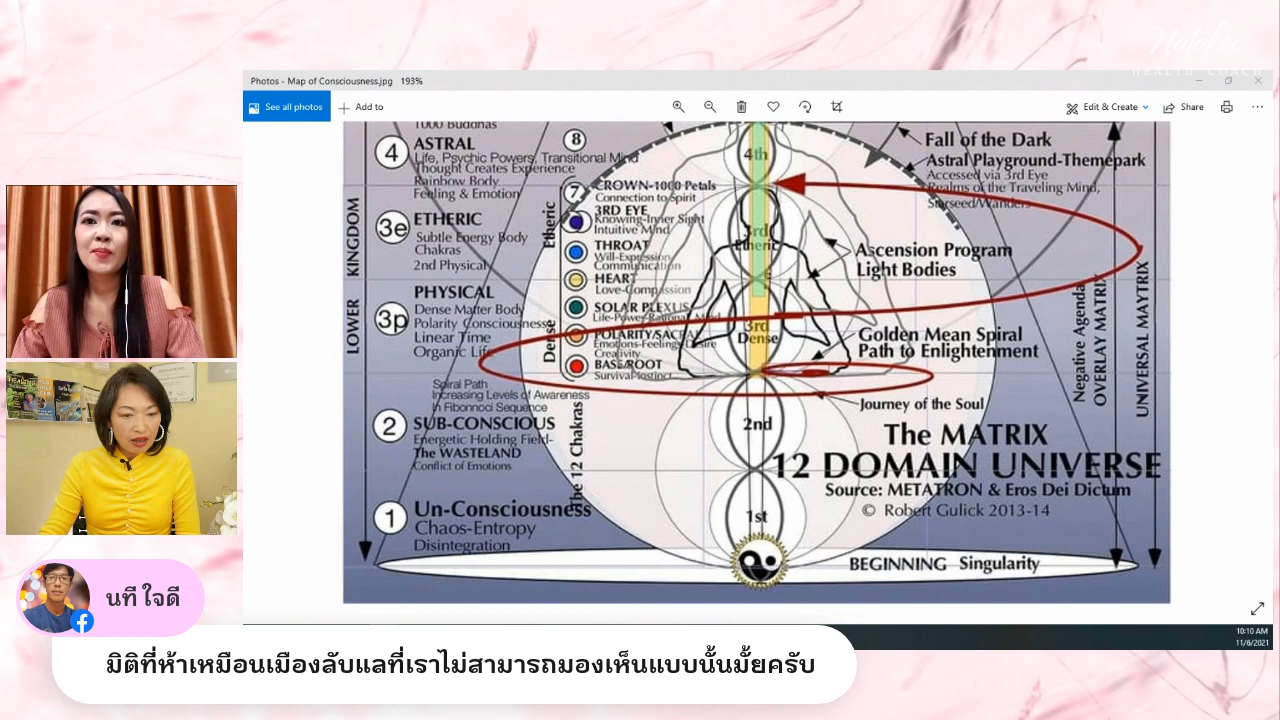 Natalie
HEALTH COACH
Photos - Map of Consciousness.jpg 193%
See all photos
Add to
Edit & Create
Share
1000 Buddhas
4
ASTRAL
Life, Psychic Powers, Transitional Mind
Thought Creates Experience
Rainbow Body
Feeling & Emotion
3e
ETHERIC
Subtle Energy Body
Chakras
2nd Physical
3p
PHYSICAL
Dense Matter Body
Polarity Consciousness
Linear Time
Organic Life
Spiral Path
Increasing Levels of Awareness
in Fibonnoci Sequence
2
SUB-CONSCIOUS
Energetic Holding Field-
The WASTELAND
Conflict of Emotions
1
Un-Consciousness
Chaos-Entropy
Disintegration
LOWER KINGDOM
8
7
CROWN-1000 Petals
Connection to Spirit
3RD EYE
Knowing-Inner Sight
Intuitive Mind
THROAT
Will-Expression
Communication
HEART
Love-Compassion
SOLAR PLEXUS
Life-Power-Rational Mind
POLARITY/SACRAL
Emotions-Feelings-Desire
Creativity
BASE/ROOT
Survival-Instinct
Etheric
Dense
The 12 Chakras
4th
3rd
Etheric
3rd
Dense
2nd
1st
Fall of the Dark
Astral Playground-Themepark
Accessed via 3rd Eye
Realms of the Traveling Mind,
Starseed/Wanders
Ascension Program
Light Bodies
Golden Mean Spiral
Path to Enlightenment
Journey of the Soul
Negative Agenda
OVERLAY MATRIX
UNIVERSAL MAYTRIX
The MATRIX
12 DOMAIN UNIVERSE
Source: METATRON & Eros Dei Dictum
© Robert Gulick 2013-14
BEGINNING Singularity
10:10 AM
11/6/2021
นที ใจดี
มิติที่ห้าเหมือนเมืองลับแลที่เราไม่สามารถมองเห็นแบบนั้นมั้ยครับ